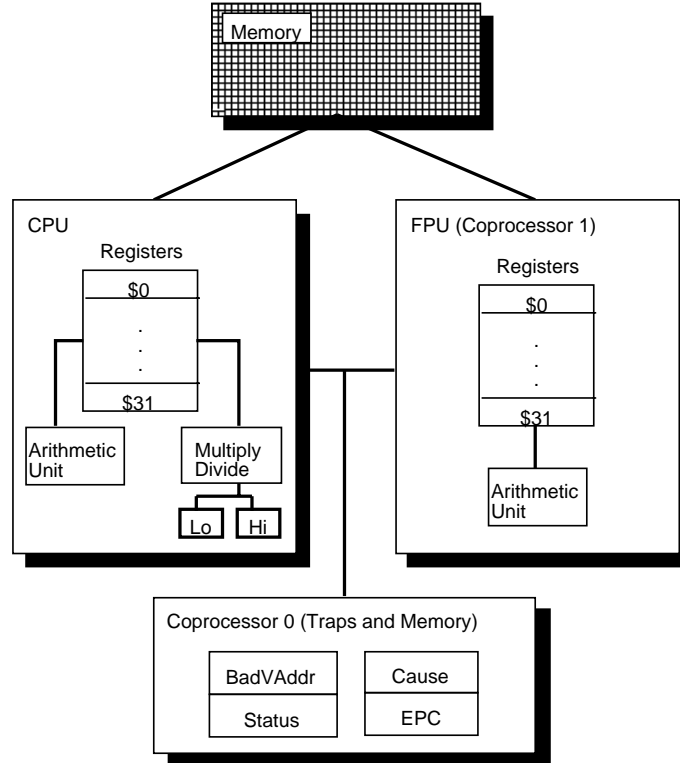 Memory
CPU
Registers
$0
.
.
.
$31
Arithmetic
Unit
Multiply
Divide
Lo Hi
FPU (Coprocessor 1)
Registers
$0
.
.
.
$31
Arithmetic
Unit
Coprocessor 0 (Traps and Memory)
BadVAddr Cause
Status EPC